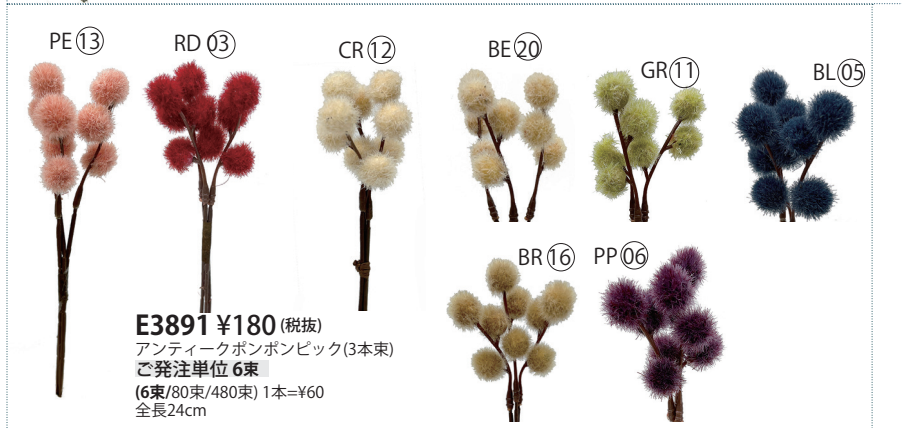 PE⑬
RD ⓪③
CR⑫
BE⑳
GR⑪
BL⓪⑤
BR⑯
PP⓪⑥
E3891 ¥180 (税抜)
アンティークポンポンピック(3本束)
ご発注単位 6束
(6束/80束/480束) 1本=¥60
全長24cm